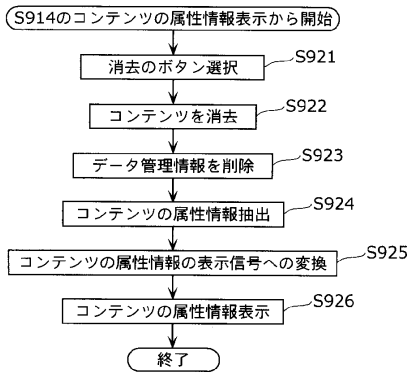 S914のコンテンツの属性情報表示から開始
消去のボタン選択
S921
コンテンツを消去
S922
データ管理情報を削除
S923
コンテンツの属性情報抽出
S924
コンテンツの属性情報の表示信号への変換
S925
コンテンツの属性情報表示
S926
終了